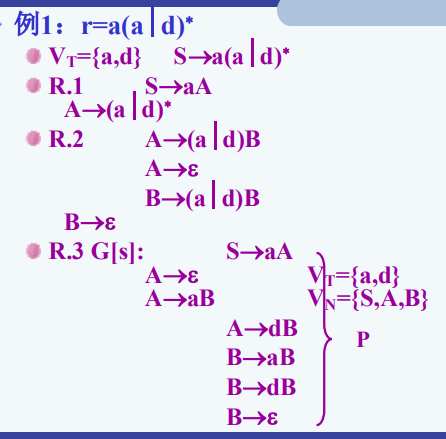 例1：r=a(a|d)*
V_T={a,d}    S→a(a|d)*
R.1    S→aA
A→(a|d)*
R.2    A→(a|d)B
A→ε
B→(a|d)B
B→ε
R.3 G[s]:    S→aA
A→ε    V_T={a,d}
A→aB    V_N={S,A,B}
A→dB    P
B→aB
B→dB
B→ε